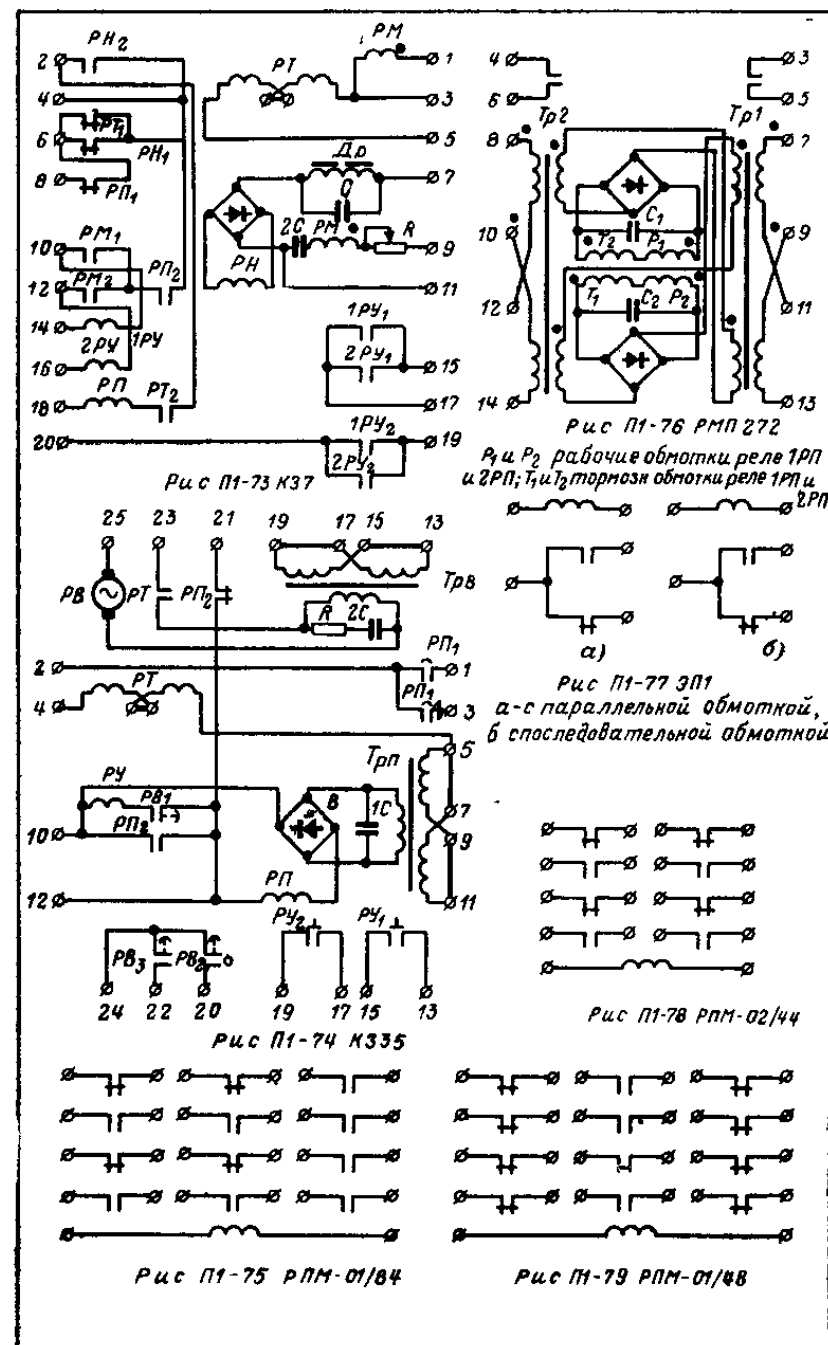 РН2
2
4
РТ1
6
РН1
8
РП1
10
РМ1
РП2
12
РМ2
14
1РУ
2РУ
16
РП
РТ2
18
20
РМ
1
РТ
3
5
Др
7
2С
РМ
R
9
РН
11
1РУ1
2РУ1
15
17
1РУ2
19
2РУ2
Рис П1-73 К37
4
3
6
5
Тр2
Тр1
8
7
С1
10
Т2
Р1
9
12
Т1
С2
Р2
11
14
13
Рис П1-76 РМП 272
Р1 и Р2 рабочие обмотки реле 1РП
и 2РП; Т1 и Т2 тормозн обмотки реле 1РП и
2РП
а)
б)
Рис П1-77 ЭП1
а-с параллельной обмоткой,
б споследовательной обмоткой
25
23
21
19
17
15
13
РВ
РТ
РП2
ТрВ
R
2С
РП1
2
1
РТ
РП1
4
3
Трп
5
РУ
РВ1
В
1С
7
РП2
10
9
РП
12
11
РУ2
РУ1
РВ3
РВ2
24
22
20
19
17
15
13
Рис П1-74 К335
Рис П1-78 РПМ-02/44
Рис П1-75 РПМ-01/84
Рис П1-79 РПМ-01/48